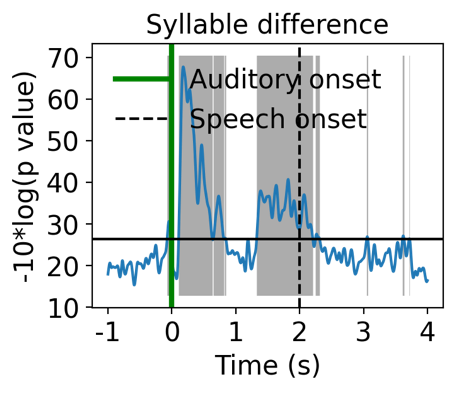 Syllable difference
-10*log(p value)
70
60
50
40
30
20
10
Auditory onset
Speech onset
-1 0 1 2 3 4
Time (s)